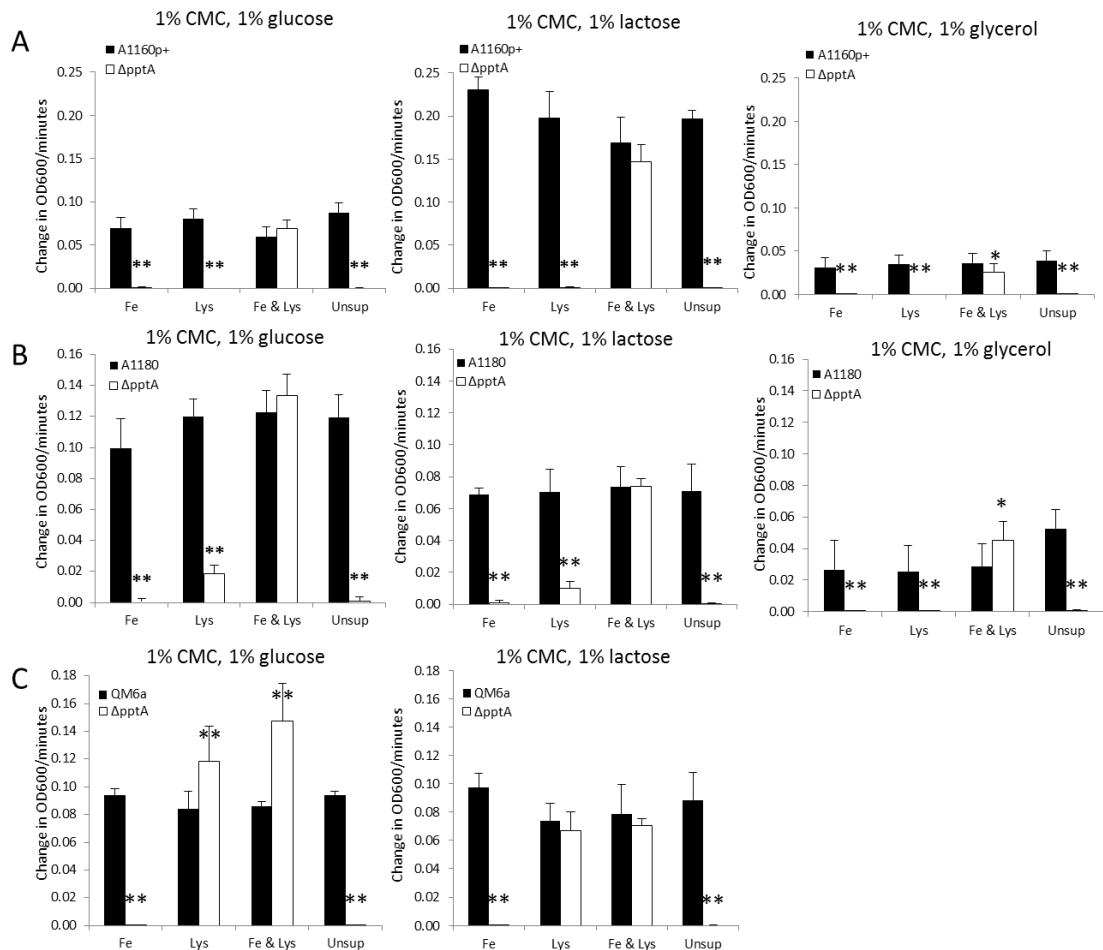 A
1% CMC, 1% glucose
A1160p+
ΔpptA
Change in OD600/minutes
0.25
0.20
0.15
0.10
0.05
0.00
**
**
**
Fe Lys Fe & Lys Unsup
1% CMC, 1% lactose
A1160p+
ΔpptA
Change in OD600/minutes
0.25
0.20
0.15
0.10
0.05
0.00
**
**
**
Fe Lys Fe & Lys Unsup
1% CMC, 1% glycerol
A1160p+
ΔpptA
Change in OD600/minutes
0.25
0.20
0.15
0.10
0.05
0.00
**
**
*
**
Fe Lys Fe & Lys Unsup
B
1% CMC, 1% glucose
A1180
ΔpptA
Change in OD600/minutes
0.16
0.14
0.12
0.10
0.08
0.06
0.04
0.02
0.00
**
**
**
Fe Lys Fe & Lys Unsup
1% CMC, 1% lactose
A1180
ΔpptA
Change in OD600/minutes
0.16
0.14
0.12
0.10
0.08
0.06
0.04
0.02
0.00
**
**
**
Fe Lys Fe & Lys Unsup
1% CMC, 1% glycerol
A1180
ΔpptA
Change in OD600/minutes
0.16
0.14
0.12
0.10
0.08
0.06
0.04
0.02
0.00
**
**
*
**
Fe Lys Fe & Lys Unsup
C
1% CMC, 1% glucose
QM6a
ΔpptA
Change in OD600/minutes
0.18
0.16
0.14
0.12
0.10
0.08
0.06
0.04
0.02
0.00
**
**
**
**
Fe Lys Fe & Lys Unsup
1% CMC, 1% lactose
QM6a
ΔpptA
Change in OD600/minutes
0.18
0.16
0.14
0.12
0.10
0.08
0.06
0.04
0.02
0.00
**
**
Fe Lys Fe & Lys Unsup